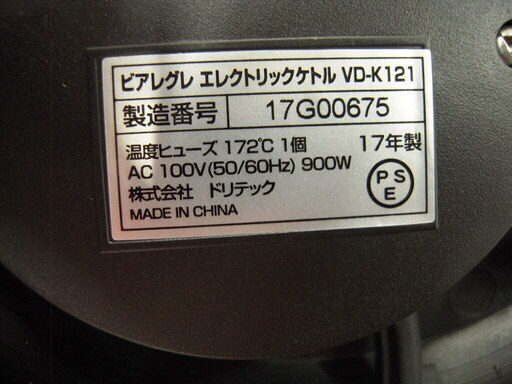 ビアレグレ エレクトリックケトル VD-K121
製造番号 17G00675
温度ヒューズ 172℃ 1個 17年製
AC 100V(50/60Hz) 900W
株式会社 ドリテック
MADE IN CHINA
PSE